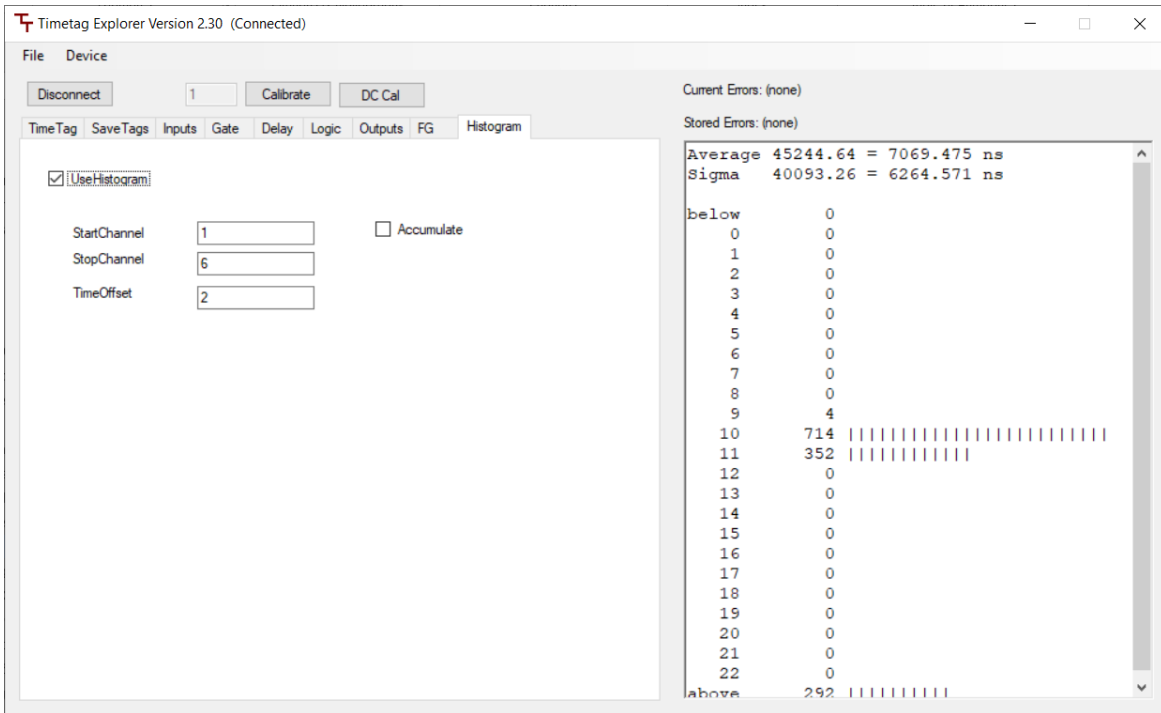 Timetag Explorer Version 2.30 (Connected)
File Device
Disconnect 1 Calibrate DC Cal
TimeTag SaveTags Inputs Gate Delay Logic Outputs FG Histogram
UseHistogram
StartChannel 1 Accumulate
StopChannel 6
TimeOffset 2
Current Errors: (none)
Stored Errors: (none)
Average 45244.64 = 7069.475 ns
Sigma 40093.26 = 6264.571 ns
below 0
0 0
1 0
2 0
3 0
4 0
5 0
6 0
7 0
8 0
9 4
10 714 |||||||||||||||||||||||||
11 352 ||||||||||||
12 0
13 0
14 0
15 0
16 0
17 0
18 0
19 0
20 0
21 0
22 0
above 292 ||||||||||